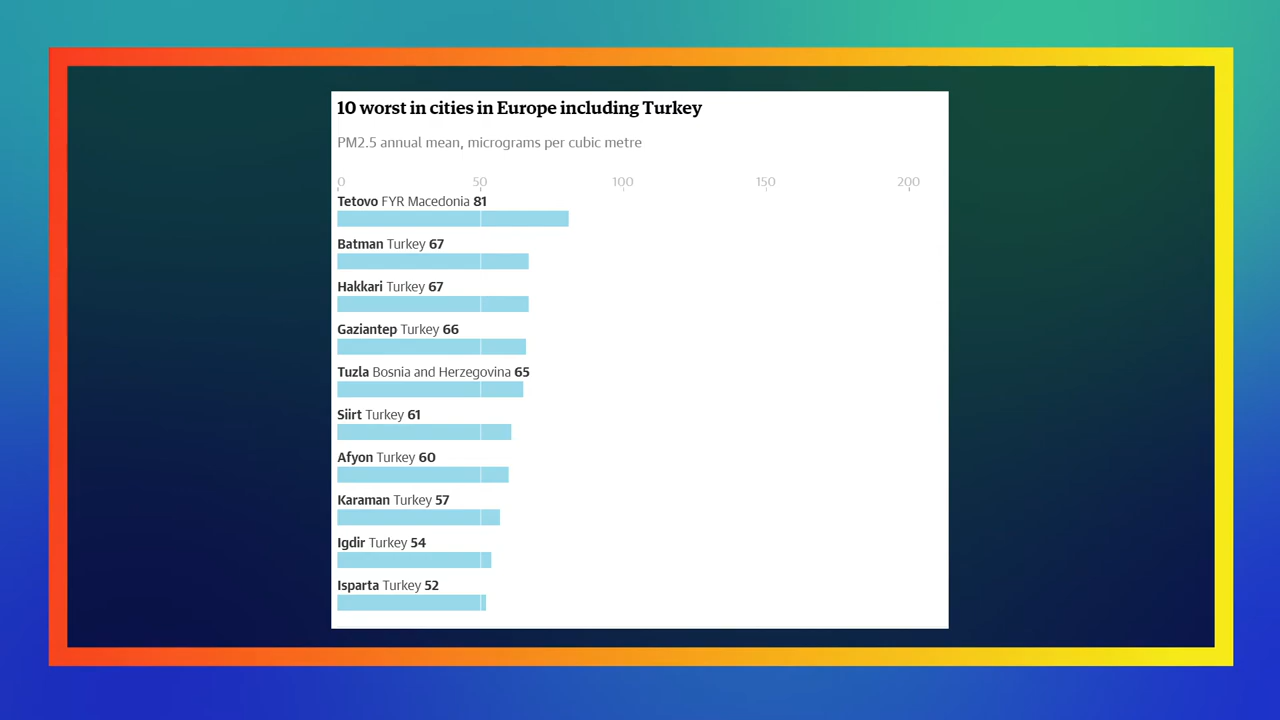 10 worst in cities in Europe including Turkey
PM2.5 annual mean, micrograms per cubic metre
0 50 100 150 200
Tetovo FYR Macedonia 81
Batman Turkey 67
Hakkari Turkey 67
Gaziantep Turkey 66
Tuzla Bosnia and Herzegovina 65
Siirt Turkey 61
Afyon Turkey 60
Karaman Turkey 57
Igdir Turkey 54
Isparta Turkey 52